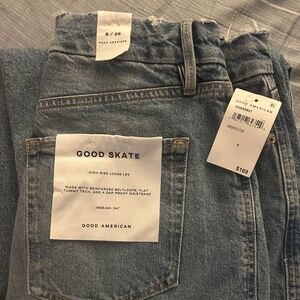 8 / 29
GOOD AMERICAN
GOOD AMERICAN
$169
GOOD SKATE
HIGH-RISE LOOSE LEG
MADE WITH REINFORCED BELTLOOPS, FLAT
TUMMY TECH, AND A GAP-PROOF WAISTBAND
INSEAM: 34"
GOOD AMERICAN